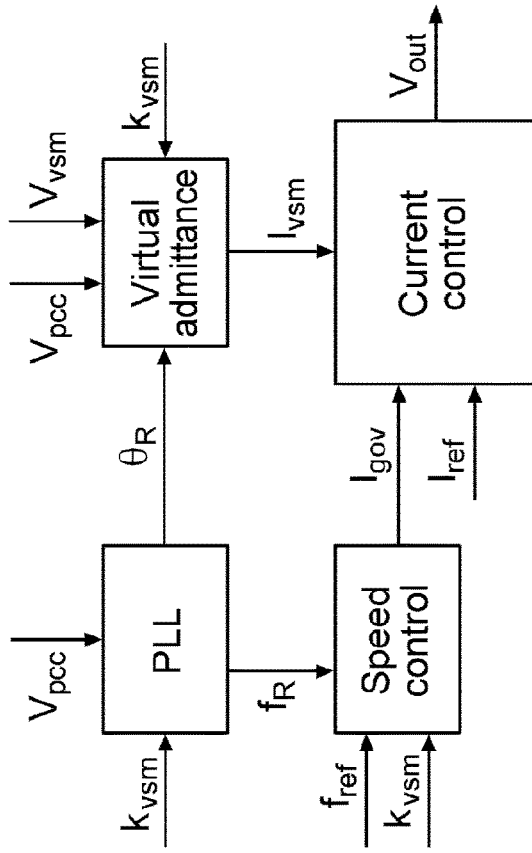 V_pcc
V_pcc
V_vsm
k_vsm
PLL
θ_R
Virtual
admittance
k_vsm
f_R
I_vsm
f_ref
k_vsm
Speed
control
I_gov
I_ref
Current
control
V_out